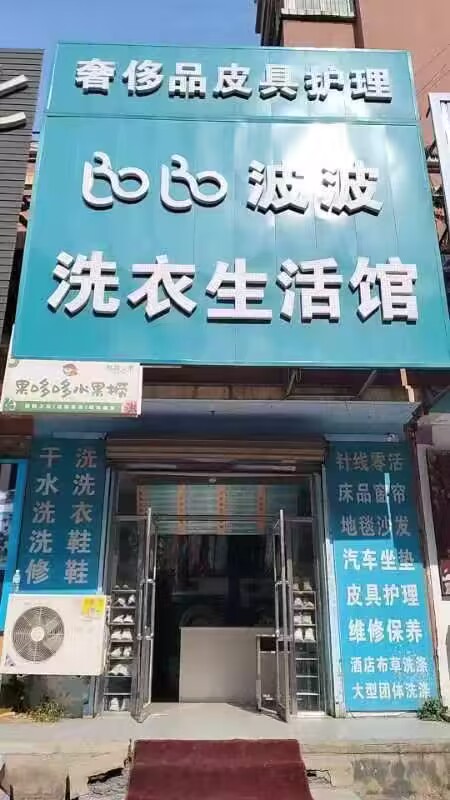 奢侈品皮具护理
bobo 波波
洗衣生活馆
果哆哆水果捞
干洗
水洗
洗衣
洗鞋
修鞋
针线零活
床品窗帘
地毯沙发
汽车坐垫
皮具护理
维修保养
酒店布草洗涤
大型团体洗涤